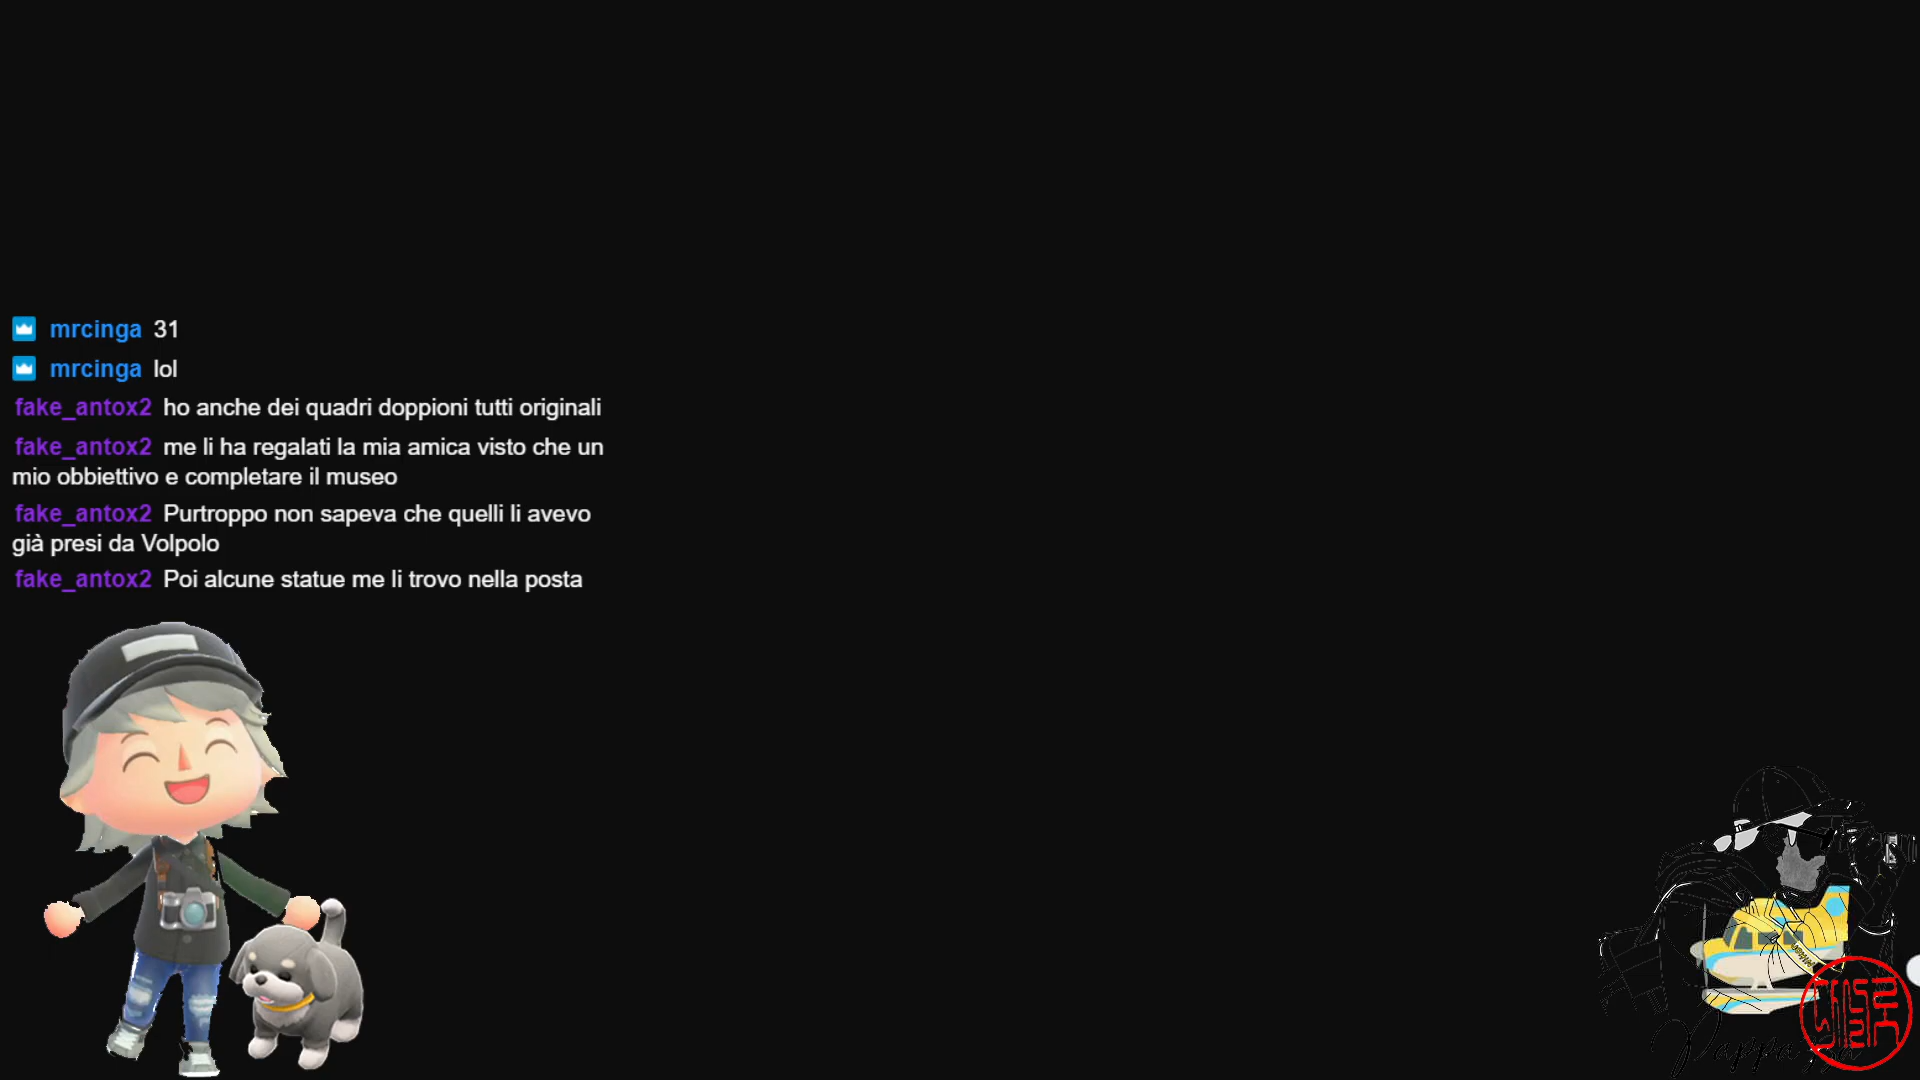 mrcinga 31
mrcinga lol
fake_antox2 ho anche dei quadri doppioni tutti originali
fake_antox2 me li ha regalati la mia amica visto che un
mio obbiettivo e completare il museo
fake_antox2 Purtroppo non sapeva che quelli li avevo
già presi da Volpolo
fake_antox2 Poi alcune statue me li trovo nella posta